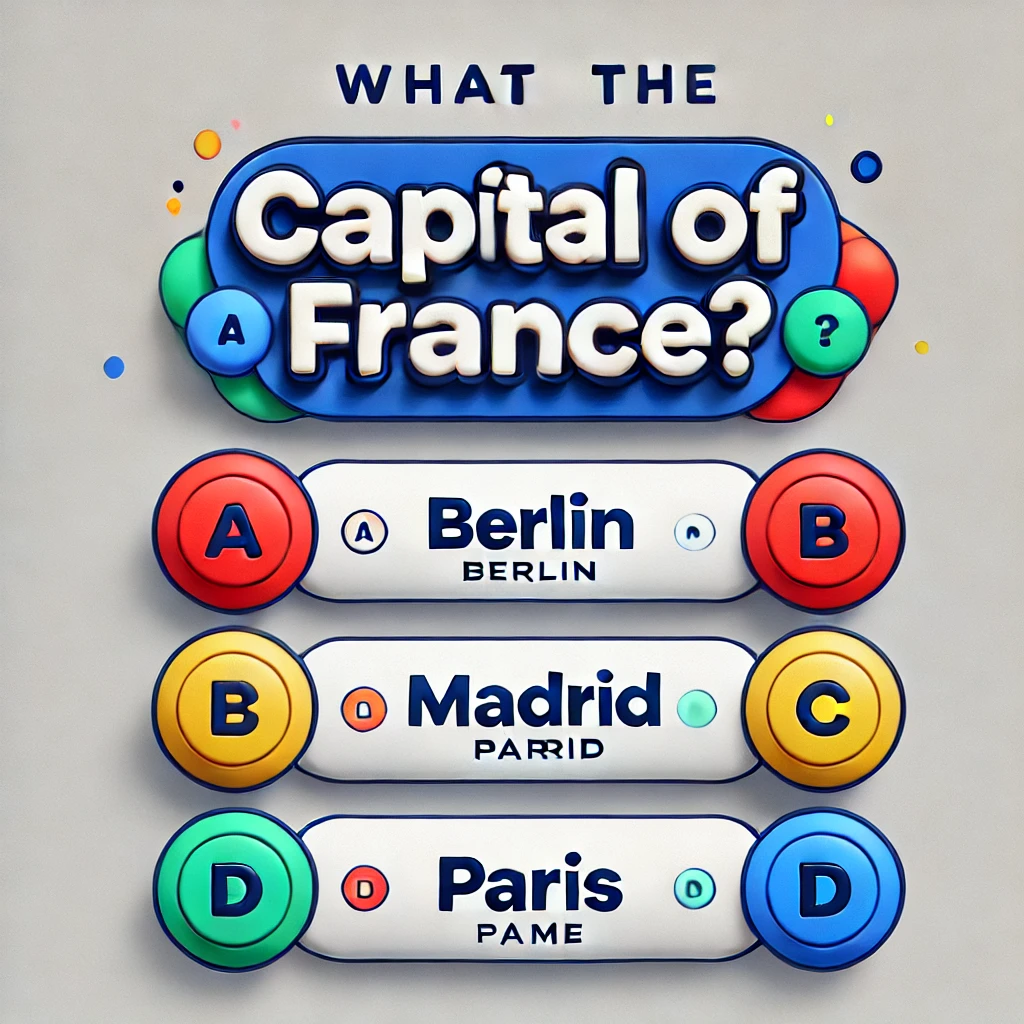 WHAT THE
Capital of
A France? ?
A A Berlin B
BERLIN
B D Madrid C
PARRID
D D Paris D D
PAME